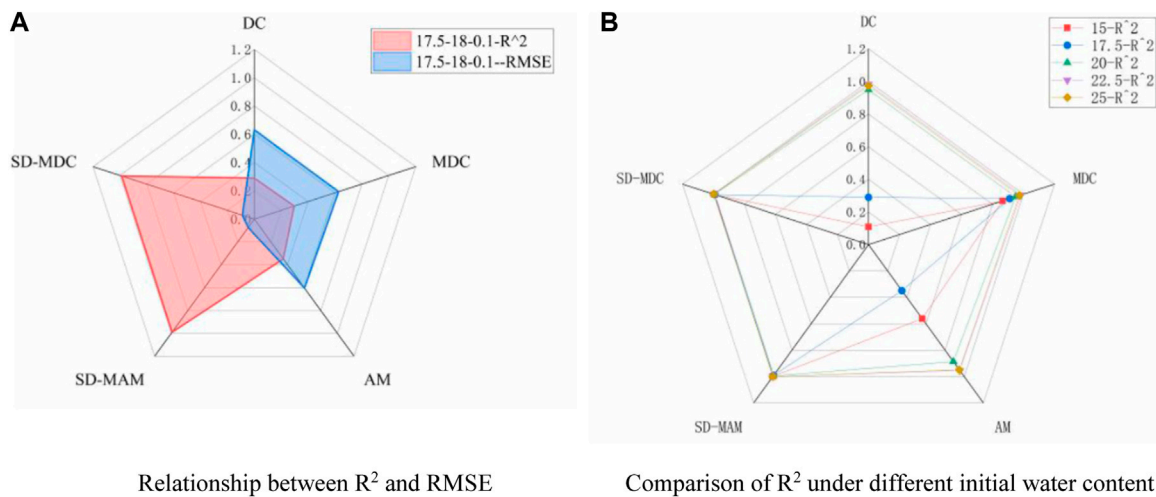 A
DC
17.5-18-0.1-R^2
17.5-18-0.1--RMSE
1.2
1.0
0.8
0.6
0.4
0.2
0.0
SD-MDC
MDC
SD-MAM
AM
Relationship between R² and RMSE
B
DC
15-R^2
17.5-R^2
20-R^2
22.5-R^2
25-R^2
1.2
1.0
0.8
0.6
0.4
0.2
0.0
SD-MDC
MDC
SD-MAM
AM
Comparison of R² under different initial water content